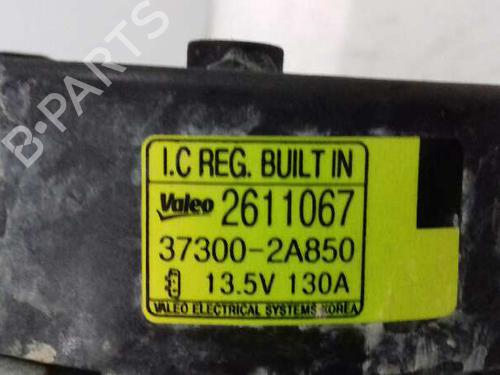 B-PARTS
I.C REG. BUILT IN
Valeo 2611067
37300-2A850
13.5V 130A
VALEO ELECTRICAL SYSTEMS KOREA